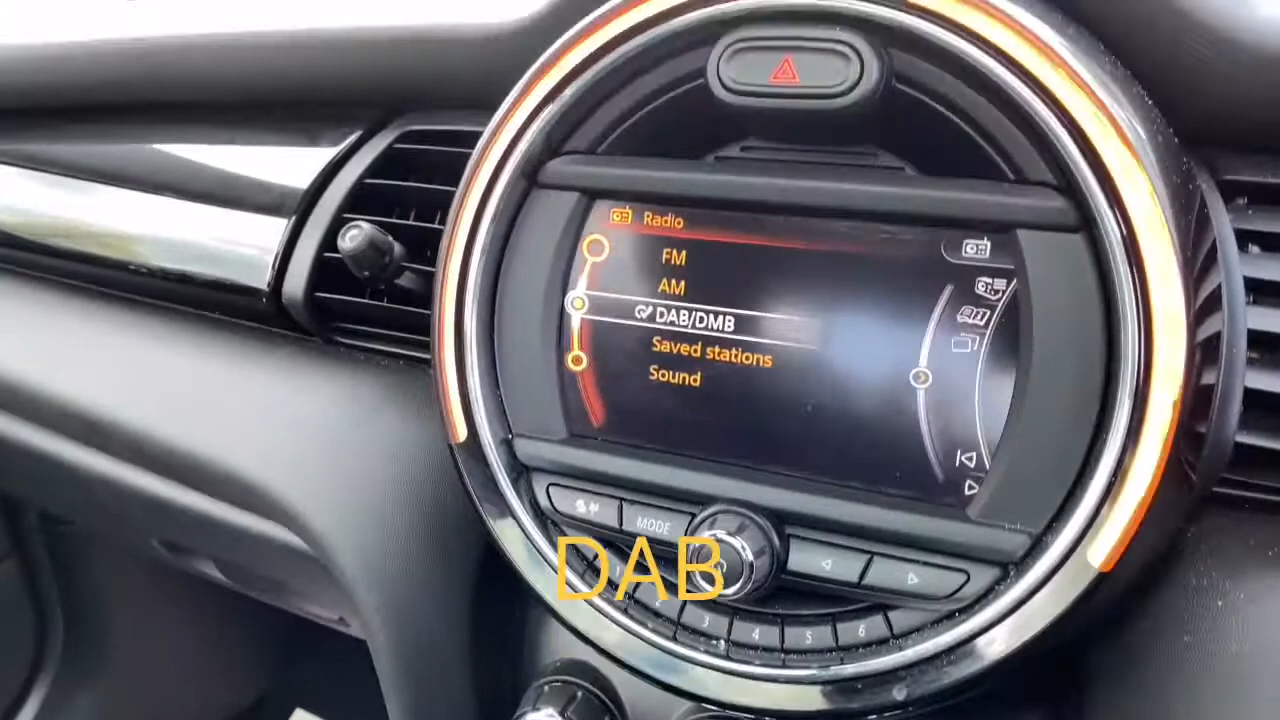 Radio
FM
AM
DAB/DMB
Saved stations
Sound
MODE
DAB
1
2
3
4
5
6